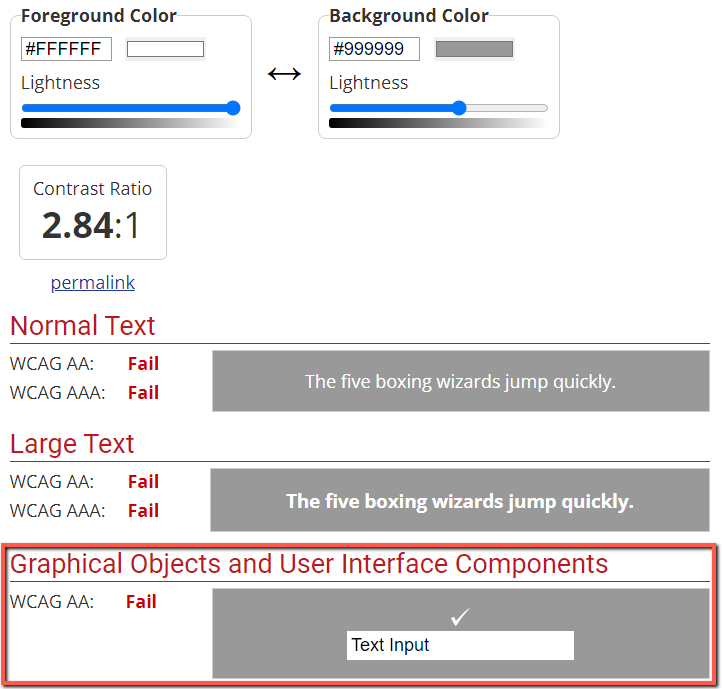 Foreground Color
#FFFFFF
Lightness
Background Color
#999999
Lightness
Contrast Ratio
2.84:1
permalink
Normal Text
WCAG AA: Fail
WCAG AAA: Fail
The five boxing wizards jump quickly.
Large Text
WCAG AA: Fail
WCAG AAA: Fail
The five boxing wizards jump quickly.
Graphical Objects and User Interface Components
WCAG AA: Fail
Text Input